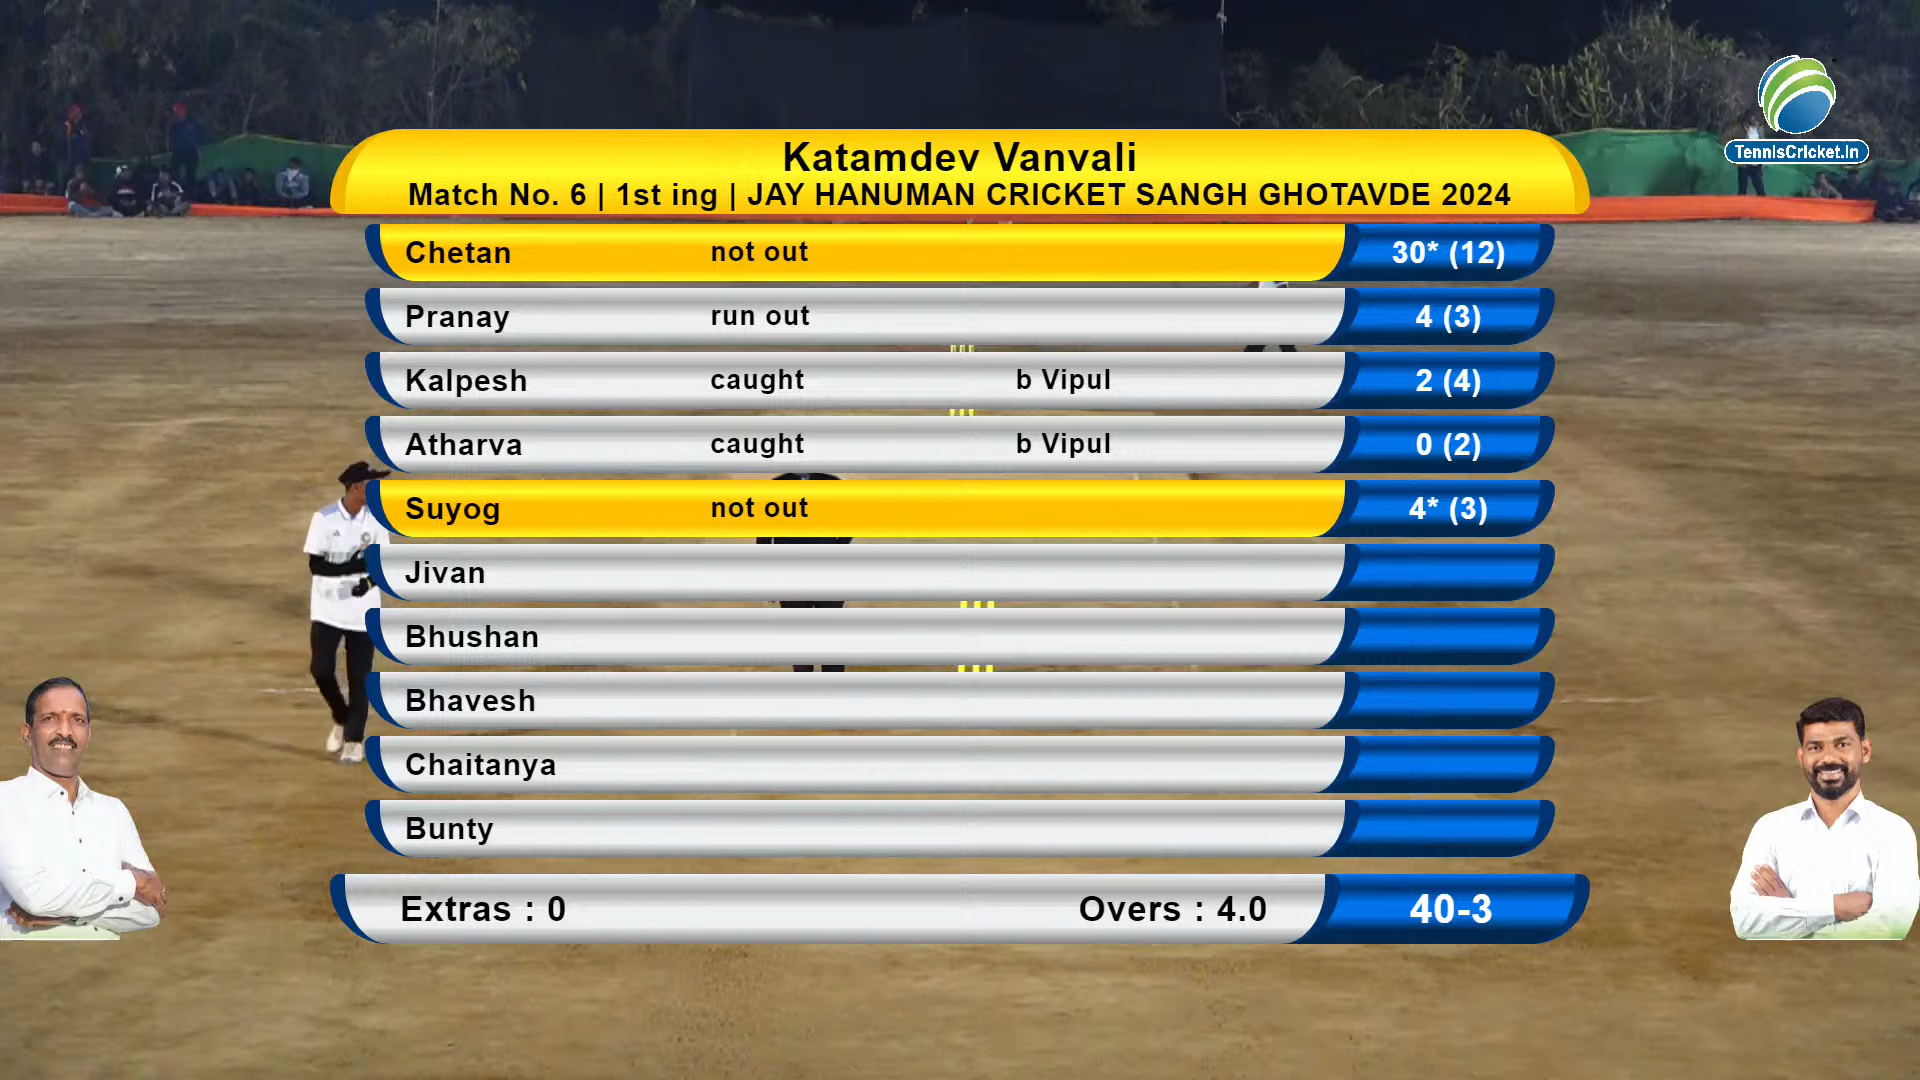 TennisCricket.In
Katamdev Vanvali
Match No. 6 | 1st ing | JAY HANUMAN CRICKET SANGH GHOTAVDE 2024
Chetan not out 30* (12)
Pranay run out 4 (3)
Kalpesh caught b Vipul 2 (4)
Atharva caught b Vipul 0 (2)
Suyog not out 4* (3)
Jivan
Bhushan
Bhavesh
Chaitanya
Bunty
Extras : 0 Overs : 4.0 40-3